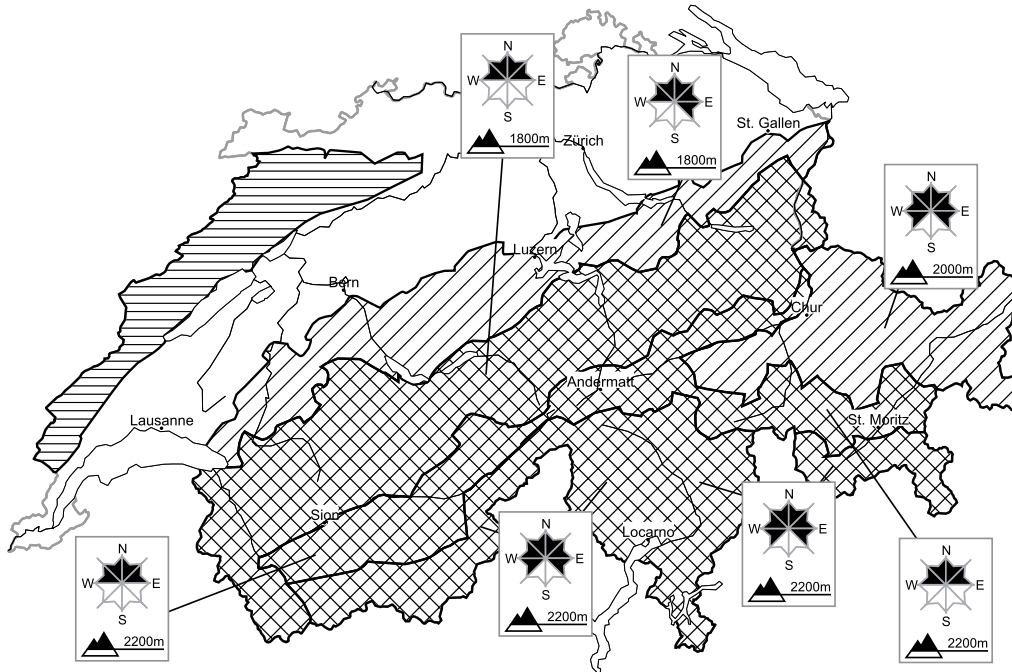 N
W E
S
1800m
N
W E
S
1800m
Zürich
St. Gallen
N
W E
S
2000m
Luzern
Bern
Chur
Andermatt
Lausanne
St. Moritz
Sion
Locarno
N
W E
S
2200m
N
W E
S
2200m
N
W E
S
2200m
N
W E
S
2200m